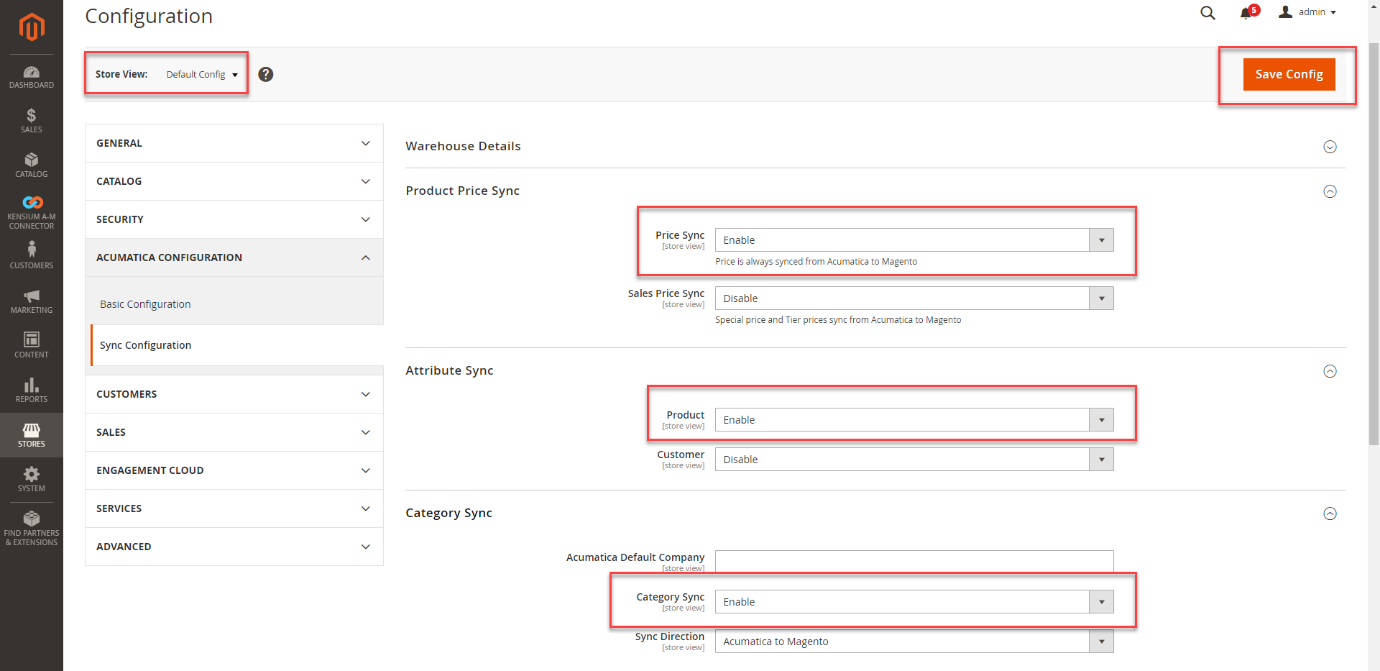 Configuration
5
admin
Store View: Default Config
?
Save Config
DASHBOARD
SALES
CATALOG
KENSIUM A-M
CONNECTOR
CUSTOMERS
MARKETING
CONTENT
REPORTS
STORES
SYSTEM
FIND PARTNERS
& EXTENSIONS
GENERAL
CATALOG
SECURITY
ACUMATICA CONFIGURATION
Basic Configuration
Sync Configuration
CUSTOMERS
SALES
ENGAGEMENT CLOUD
SERVICES
ADVANCED
Warehouse Details
Product Price Sync
Price Sync
[store view]
Enable
Price is always synced from Acumatica to Magento
Sales Price Sync
[store view]
Disable
Special price and Tier prices sync from Acumatica to Magento
Attribute Sync
Product
[store view]
Enable
Customer
[store view]
Disable
Category Sync
Acumatica Default Company
[store view]
Category Sync
[store view]
Enable
Sync Direction
[store view]
Acumatica to Magento